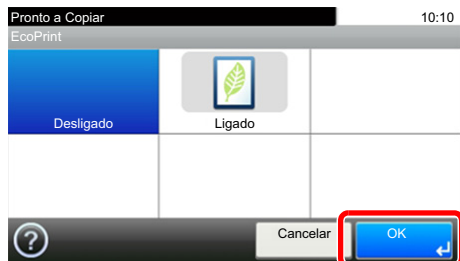 Pronto a Copiar 10:10
EcoPrint
Desligado Ligado
? Cancelar OK